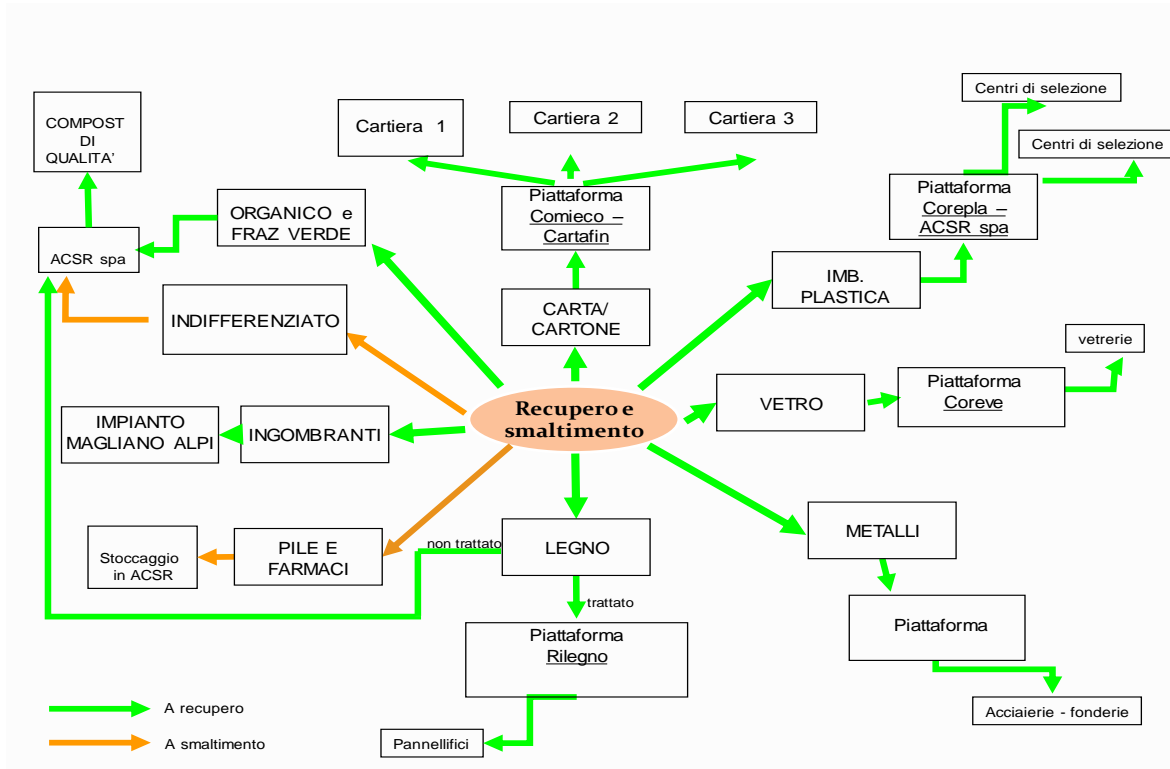 Centri di selezione
Cartiera 1
Cartiera 2
Cartiera 3
COMPOST
DI
QUALITA’
Centri di selezione
Piattaforma
Comieco –
Cartafin
Piattaforma
Corepla –
ACSR spa
ORGANICO e
FRAZ VERDE
ACSR spa
IMB.
PLASTICA
INDIFFERENZIATO
CARTA/
CARTONE
vetrerie
Piattaforma
Coreve
VETRO
Recupero e
smaltimento
IMPIANTO
MAGLIANO ALPI
INGOMBRANTI
METALLI
non trattato
LEGNO
PILE E
FARMACI
Stoccaggio
in ACSR
trattato
Piattaforma
Piattaforma
Rilegno
A recupero
Acciaierie - fonderie
A smaltimento
Pannellifici